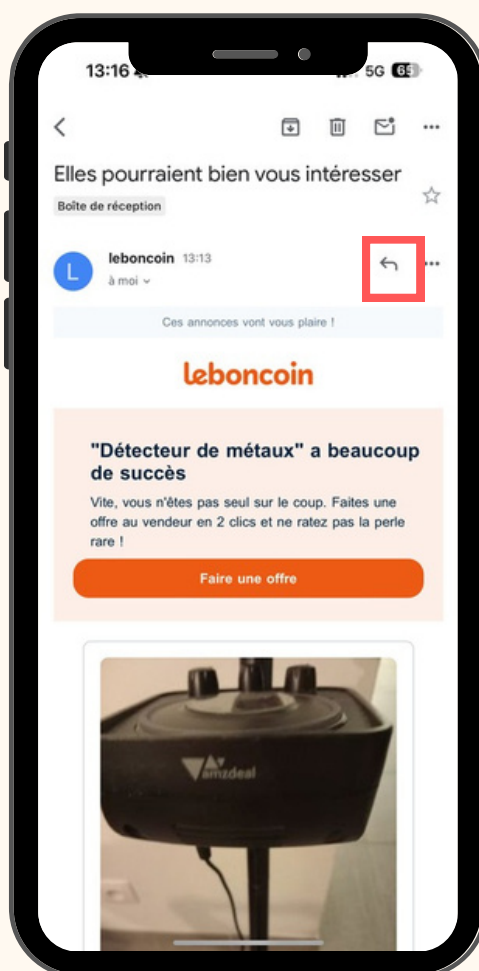 13:16
5G 65
Elles pourraient bien vous intéresser
Boîte de réception
L
leboncoin 13:13
à moi
Ces annonces vont vous plaire !
leboncoin
"Détecteur de métaux" a beaucoup
de succès
Vite, vous n'êtes pas seul sur le coup. Faites une
offre au vendeur en 2 clics et ne ratez pas la perle
rare !
Faire une offre
amzdeal